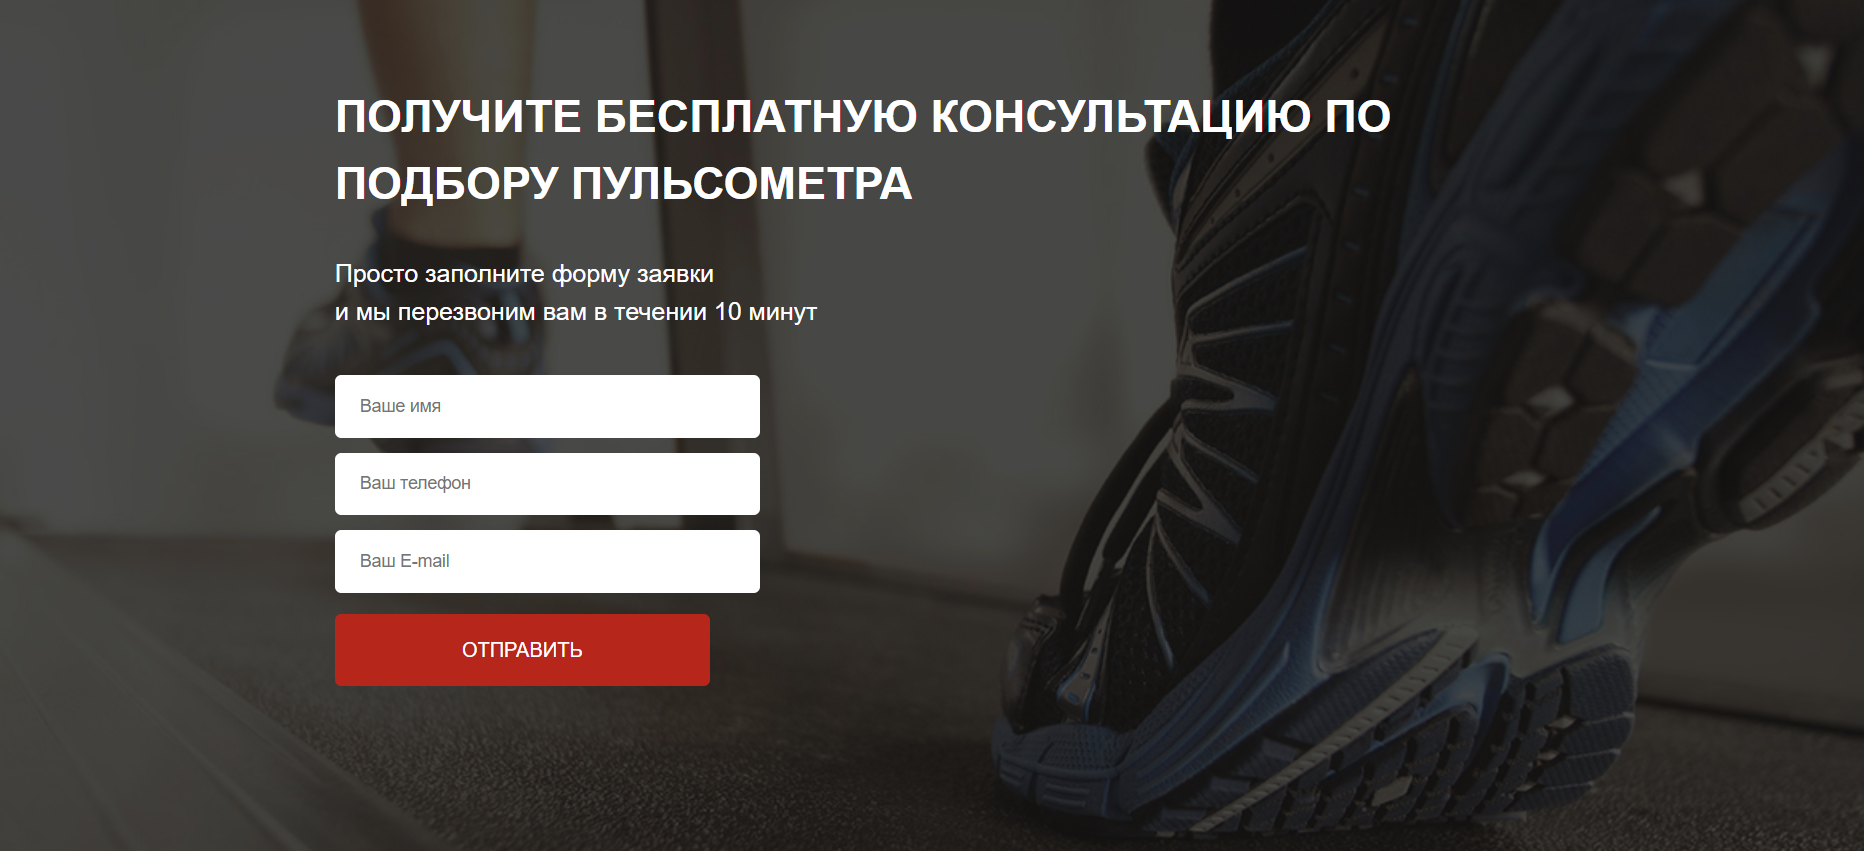 ПОЛУЧИТЕ БЕСПЛАТНУЮ КОНСУЛЬТАЦИЮ ПО
ПОДБОРУ ПУЛЬСОМЕТРА
Просто заполните форму заявки
и мы перезвоним вам в течении 10 минут
Ваше имя
Ваш телефон
Ваш E-mail
ОТПРАВИТЬ